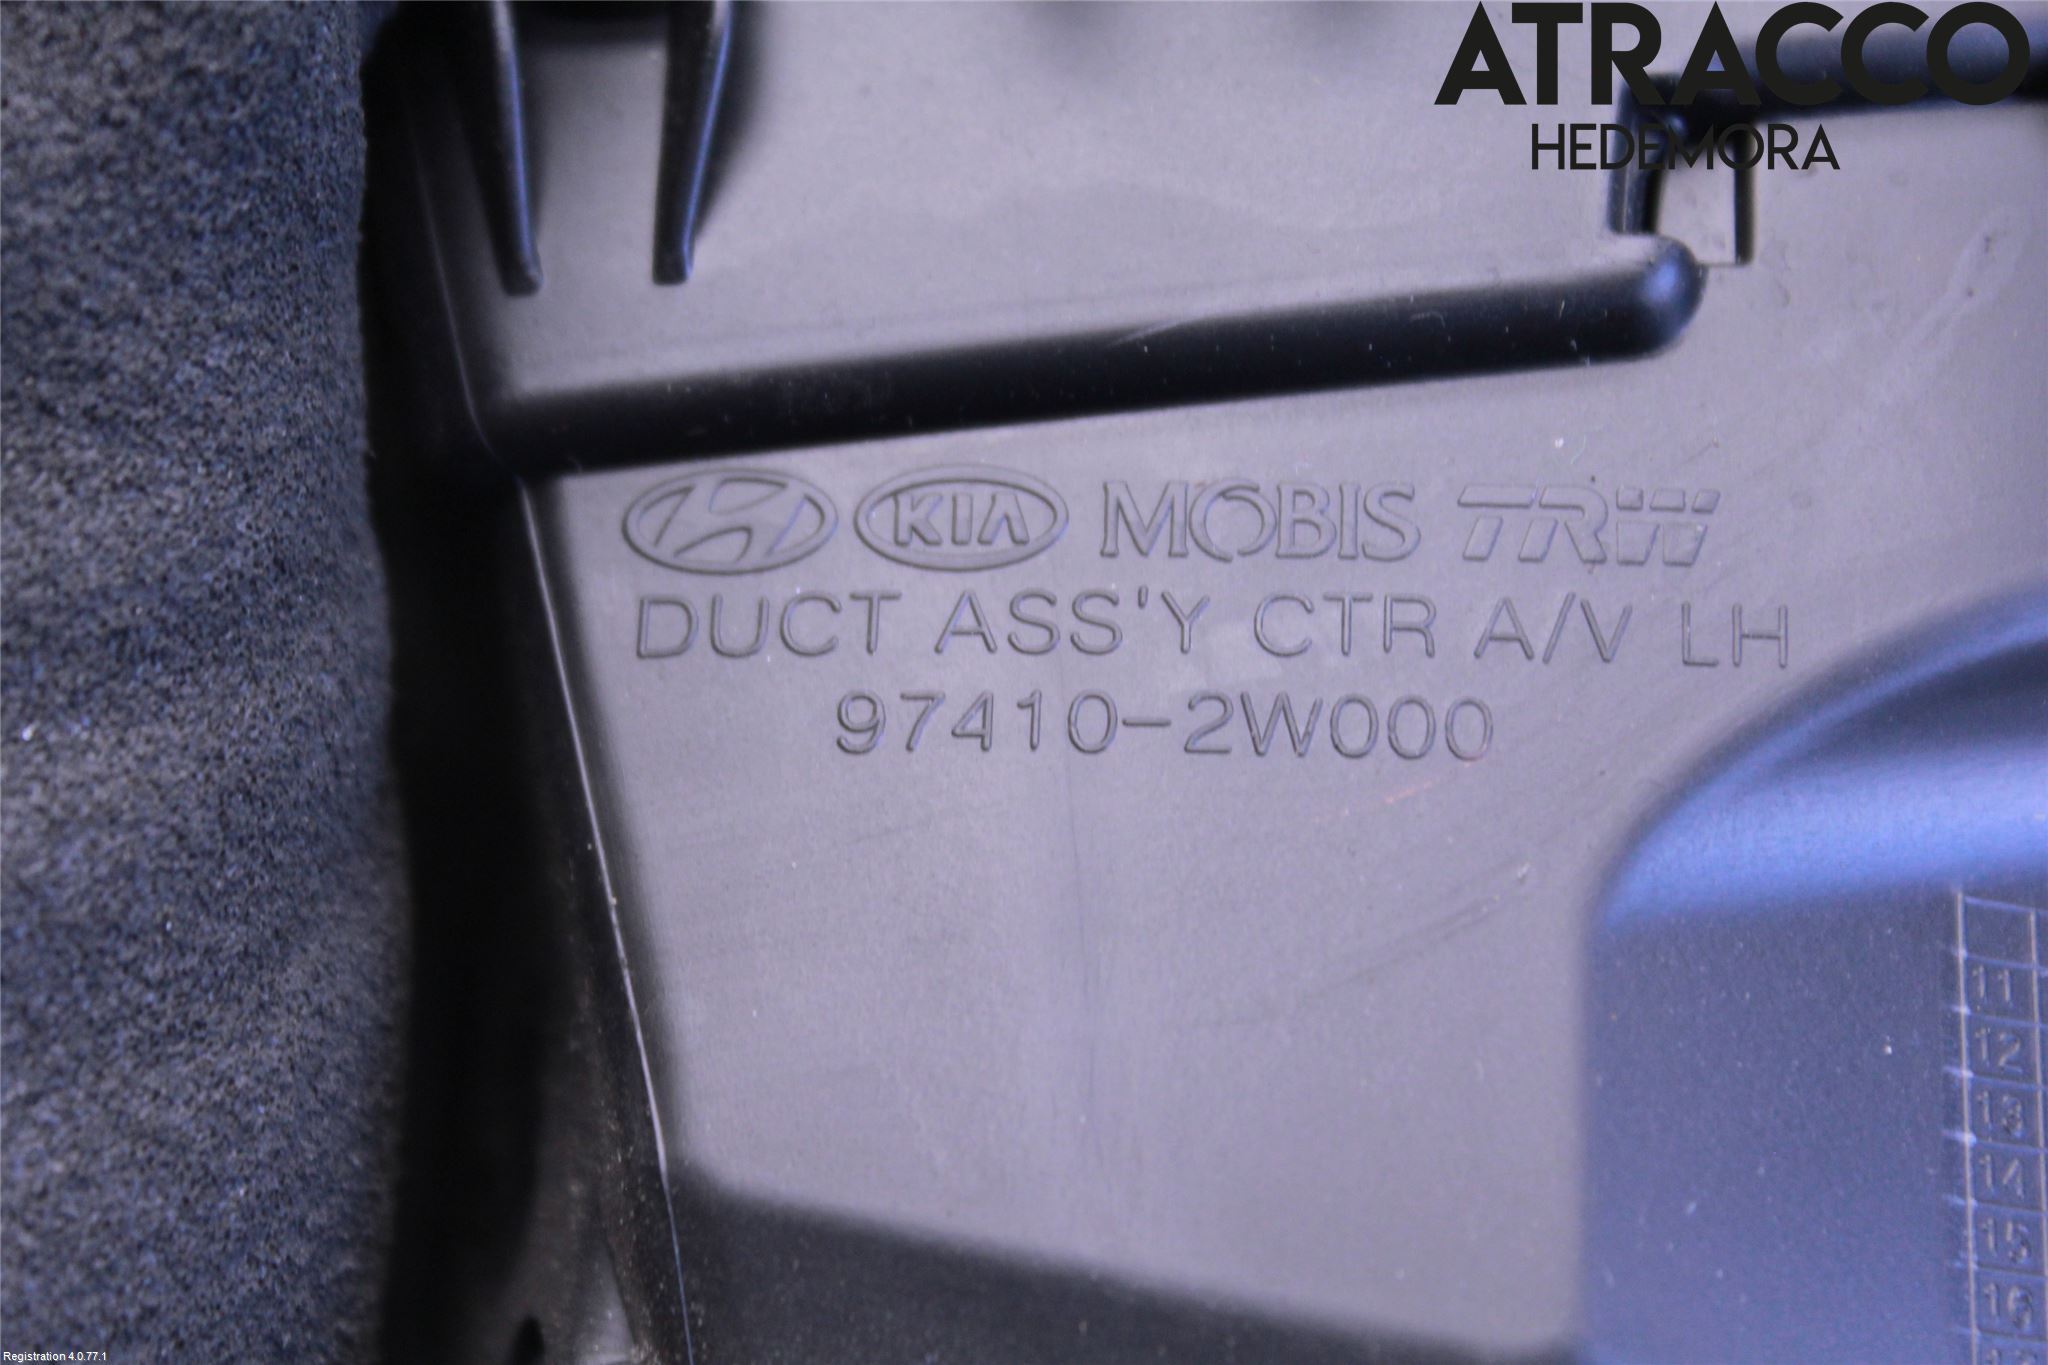 ATRACCO
HEDEMORA
KIA MOBIS TRW
DUCT ASS'Y CTR A/V LH
97410-2W000
11
12
13
14
15
16
Registration 4.0.77.1